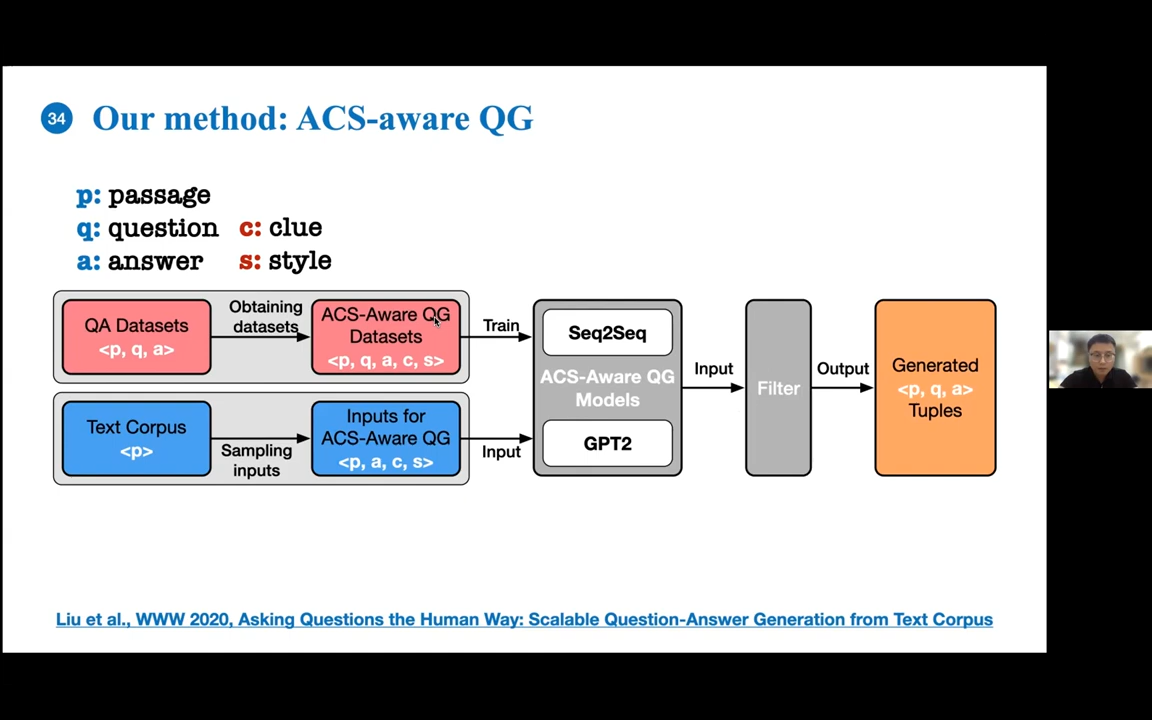 34
Our method: ACS-aware QG
p: passage
q: question c: clue
a: answer s: style
QA Datasets
<p, q, a>
Obtaining
datasets
ACS-Aware QG
Datasets
<p, q, a, c, s>
Train
Text Corpus
<p>
Sampling
inputs
Inputs for
ACS-Aware QG
<p, a, c, s>
Input
Seq2Seq
ACS-Aware QG
Models
GPT2
Input
Filter
Output
Generated
<p, q, a>
Tuples
Liu et al., WWW 2020, Asking Questions the Human Way: Scalable Question-Answer Generation from Text Corpus